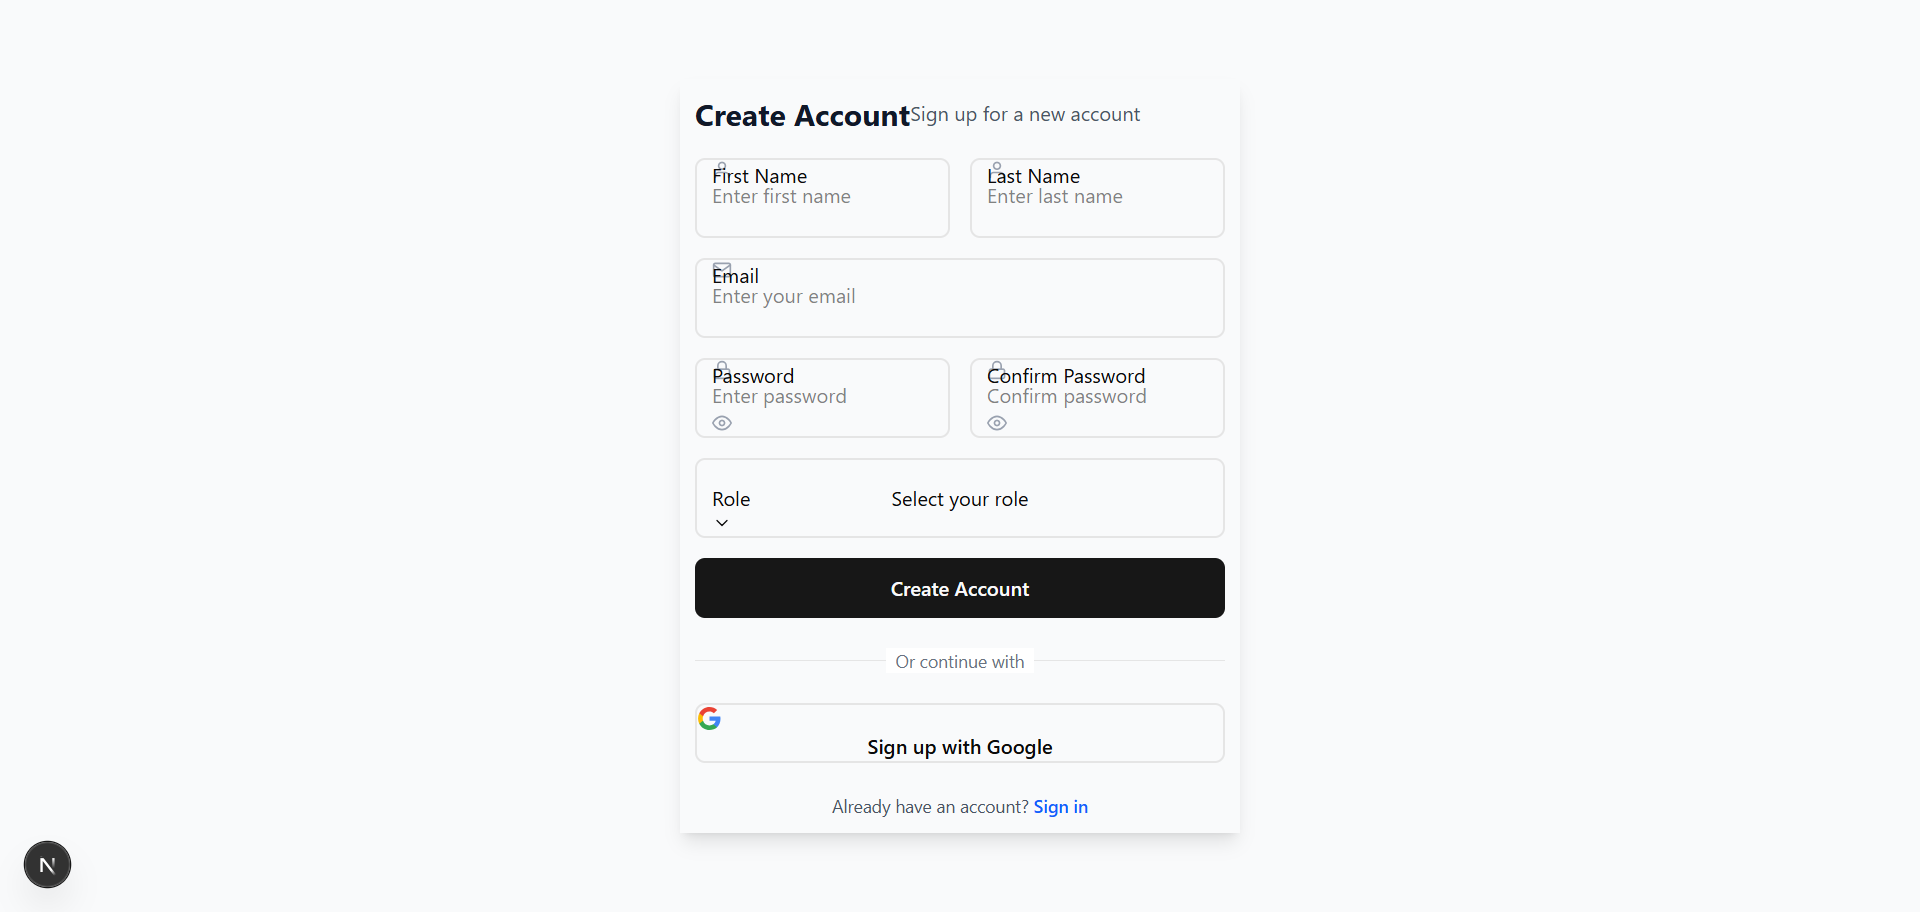 Create Account Sign up for a new account
First Name
Enter first name
Last Name
Enter last name
Email
Enter your email
Password
Enter password
Confirm Password
Confirm password
Role
Select your role
Create Account
Or continue with
Sign up with Google
Already have an account? Sign in
N